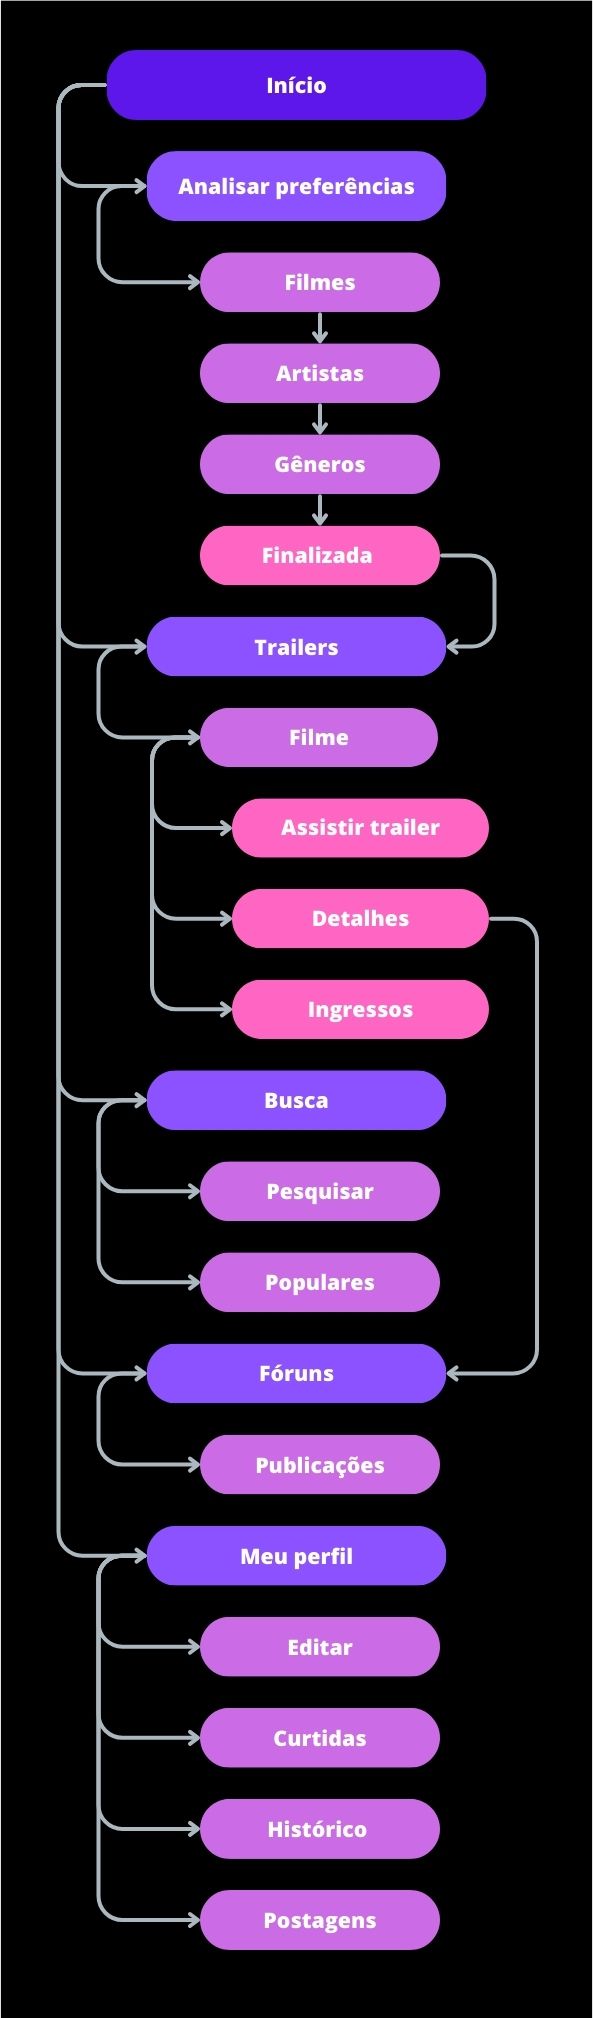 Início
Analisar preferências
Filmes
Artistas
Gêneros
Finalizada
Trailers
Filme
Assistir trailer
Detalhes
Ingressos
Busca
Pesquisar
Populares
Fóruns
Publicações
Meu perfil
Editar
Curtidas
Histórico
Postagens